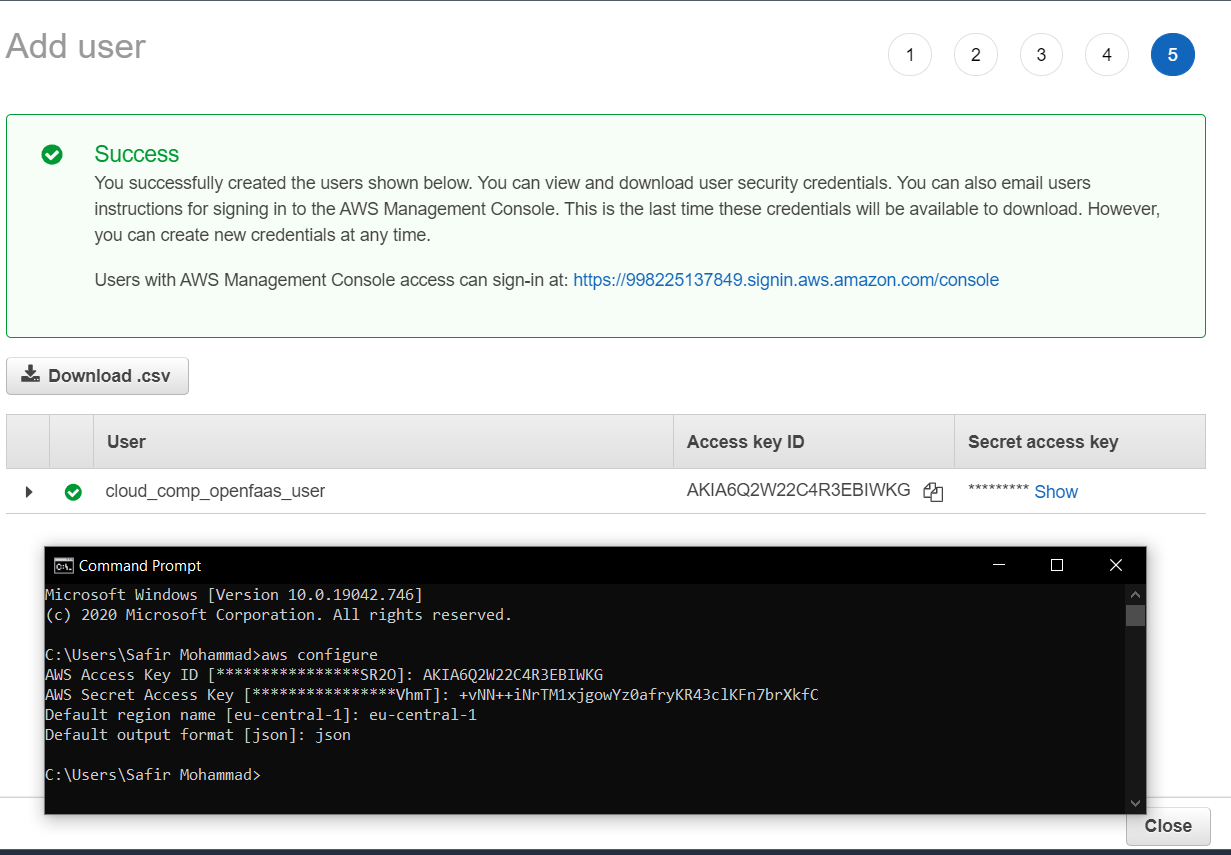 Add user
1 2 3 4 5
Success
You successfully created the users shown below. You can view and download user security credentials. You can also email users
instructions for signing in to the AWS Management Console. This is the last time these credentials will be available to download. However,
you can create new credentials at any time.
Users with AWS Management Console access can sign-in at: https://998225137849.signin.aws.amazon.com/console
Download .csv
User Access key ID Secret access key
cloud_comp_openfaas_user AKIA6Q2W22C4R3EBIWKG ********* Show
Command Prompt
Microsoft Windows [Version 10.0.19042.746]
(c) 2020 Microsoft Corporation. All rights reserved.
C:\Users\Safir Mohammad>aws configure
AWS Access Key ID [****************SR2O]: AKIA6Q2W22C4R3EBIWKG
AWS Secret Access Key [****************VhmT]: 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
Default region name [eu-central-1]: eu-central-1
Default output format [json]: json
C:\Users\Safir Mohammad>
Close